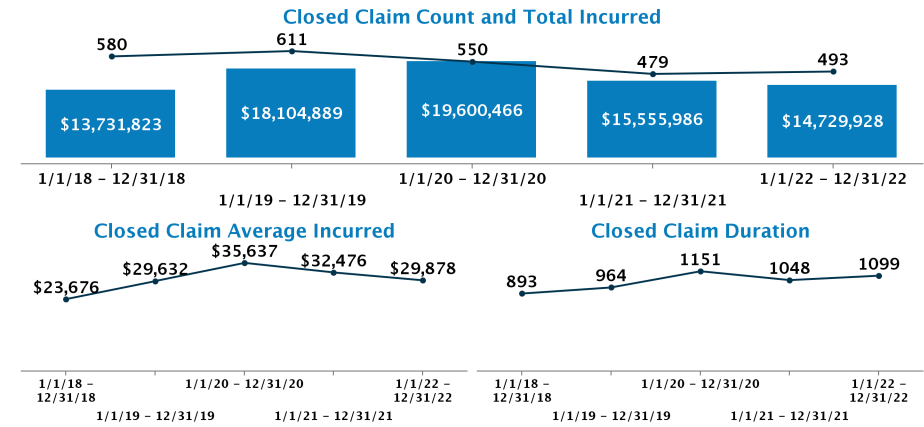 Closed Claim Count and Total Incurred
580 611 550 479 493
$13,731,823 $18,104,889 $19,600,466 $15,555,986 $14,729,928
1/1/18 - 12/31/18 1/1/20 - 12/31/20 1/1/22 - 12/31/22
1/1/19 - 12/31/19 1/1/21 - 12/31/21
Closed Claim Average Incurred
$23,676 $29,632 $35,637 $32,476 $29,878
1/1/18 - 1/1/20 - 12/31/20 1/1/22 -
12/31/18 12/31/22
1/1/19 - 12/31/19 1/1/21 - 12/31/21
Closed Claim Duration
893 964 1151 1048 1099
1/1/18 - 1/1/20 - 12/31/20 1/1/22 -
12/31/18 12/31/22
1/1/19 - 12/31/19 1/1/21 - 12/31/21